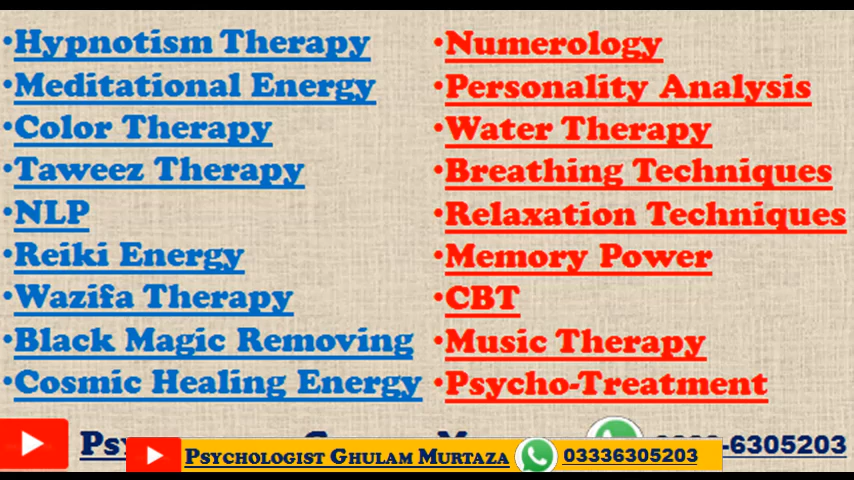 •Hypnotism Therapy
•Meditational Energy
•Color Therapy
•Taweez Therapy
•NLP
•Reiki Energy
•Wazifa Therapy
•Black Magic Removing
•Cosmic Healing Energy
•Numerology
•Personality Analysis
•Water Therapy
•Breathing Techniques
•Relaxation Techniques
•Memory Power
•CBT
•Music Therapy
•Psycho-Treatment
-6305203
PSYCHOLOGIST GHULAM MURTAZA 03336305203